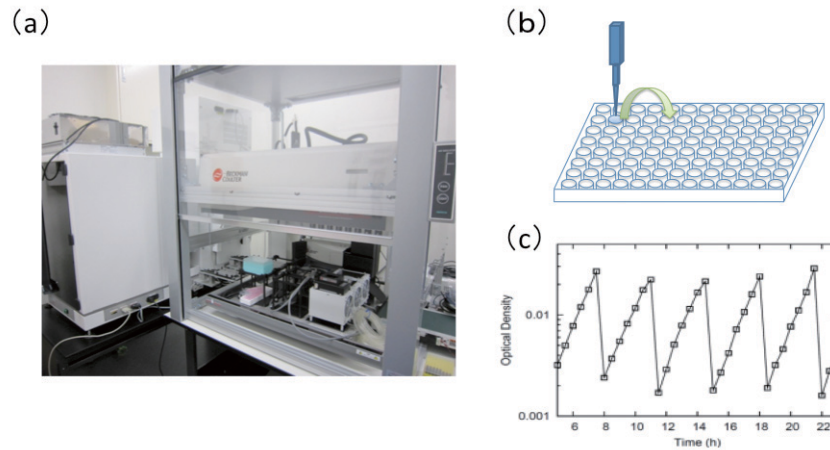 (a)
BECKMAN
COULTER
(b)
(c)
Optical Density
0.01
0.001
6 8 10 12 14 16 18 20 22
Time (h)